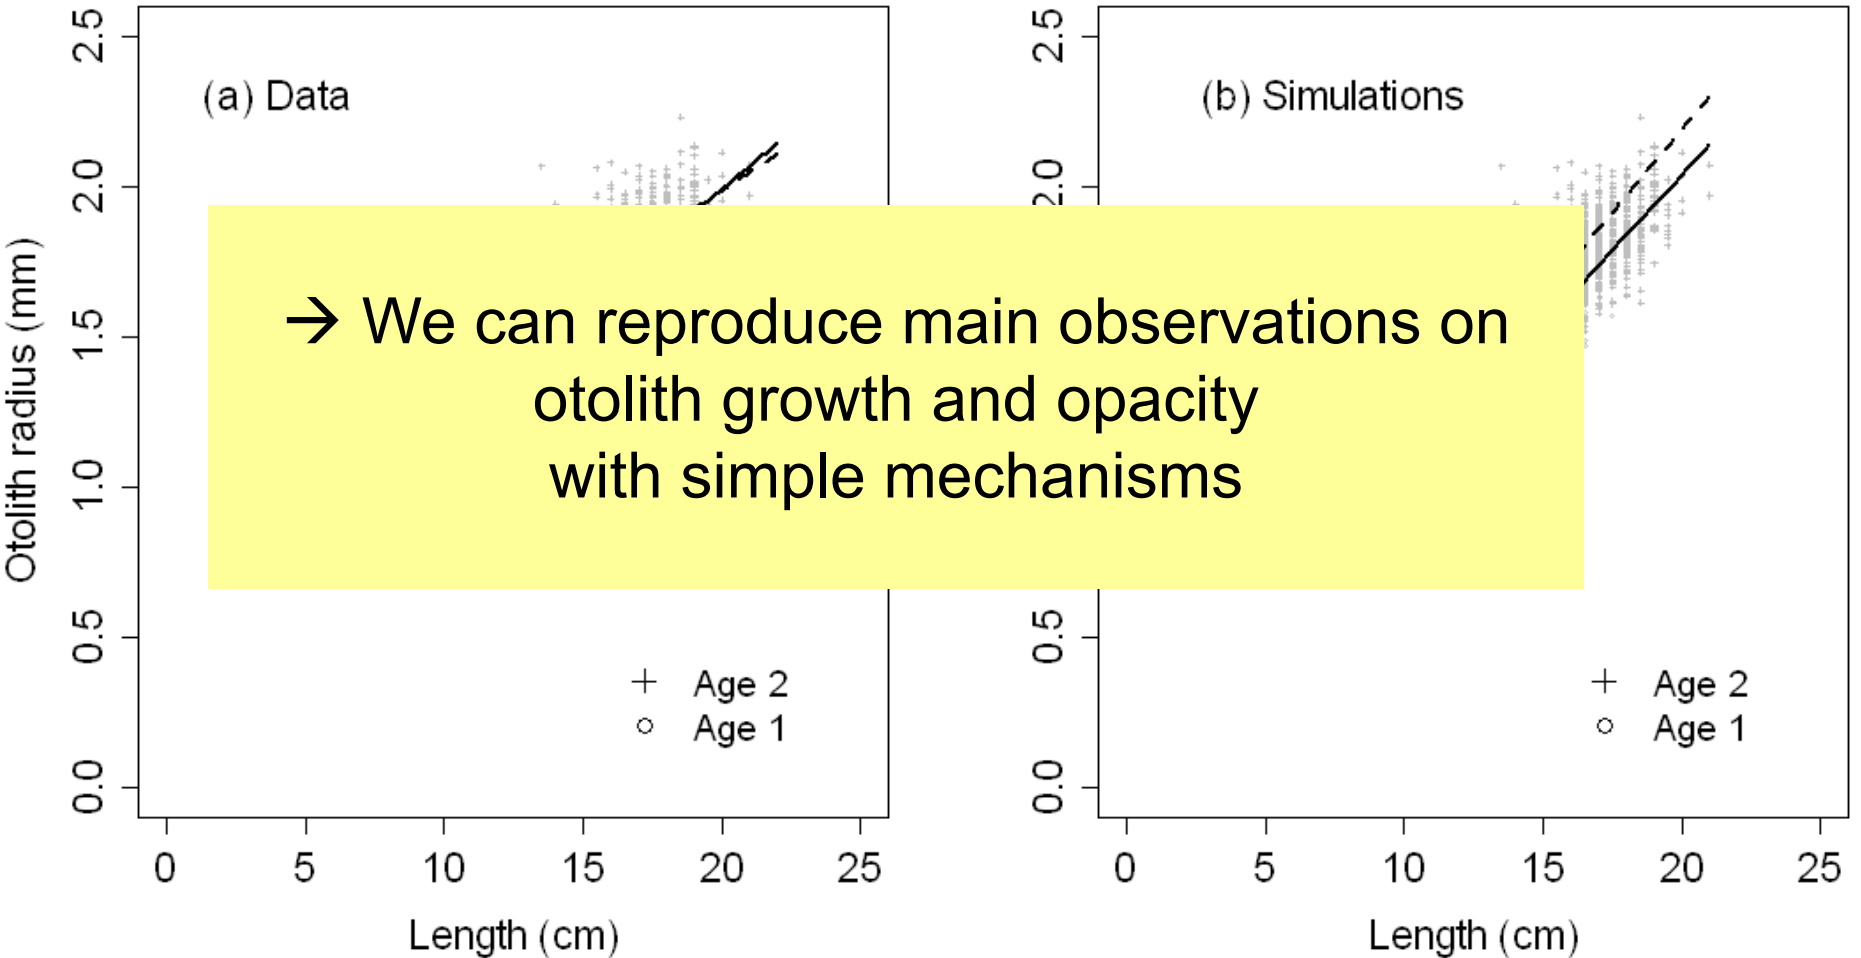 (a) Data
(b) Simulations
Otolith radius (mm)
2.5
2.0
1.5
1.0
0.5
0.0
2.5
2.0
0.5
0.0
→ We can reproduce main observations on
otolith growth and opacity
with simple mechanisms
+ Age 2
○ Age 1
+ Age 2
○ Age 1
0 5 10 15 20 25
0 5 10 15 20 25
Length (cm)
Length (cm)